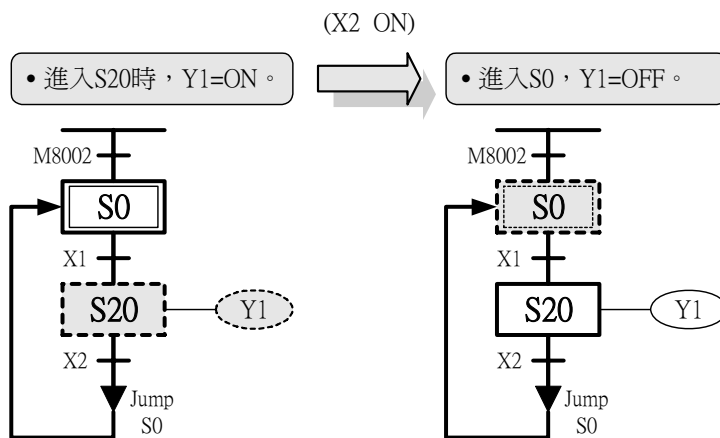 (X2 ON)
• 進入S20時，Y1=ON。
• 進入S0，Y1=OFF。
M8002
S0
X1
S20
Y1
X2
Jump
S0
M8002
S0
X1
S20
Y1
X2
Jump
S0